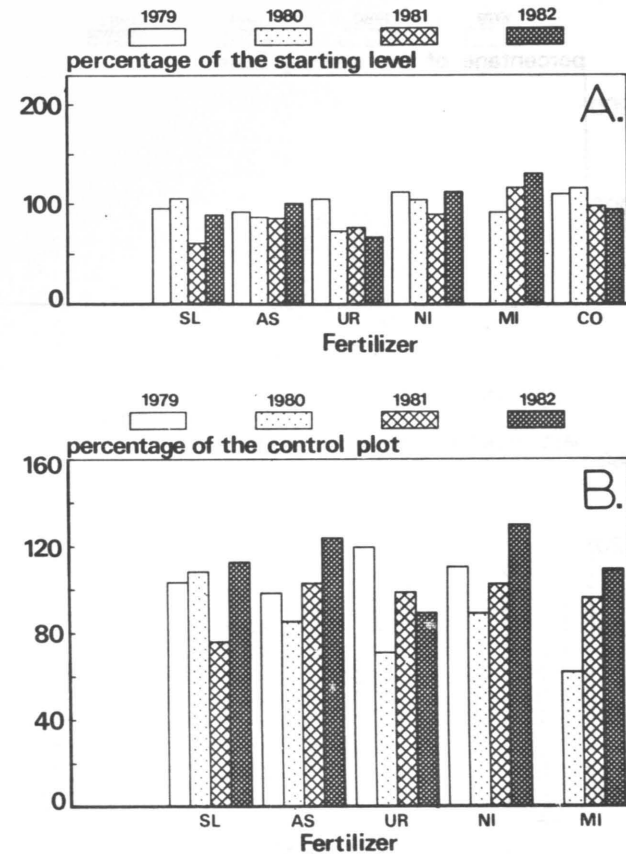 1979 1980 1981 1982
percentage of the starting level
A.
200
100
0
SL AS UR NI MI CO
Fertilizer
1979 1980 1981 1982
percentage of the control plot
B.
160
120
80
40
0
SL AS UR NI MI
Fertilizer